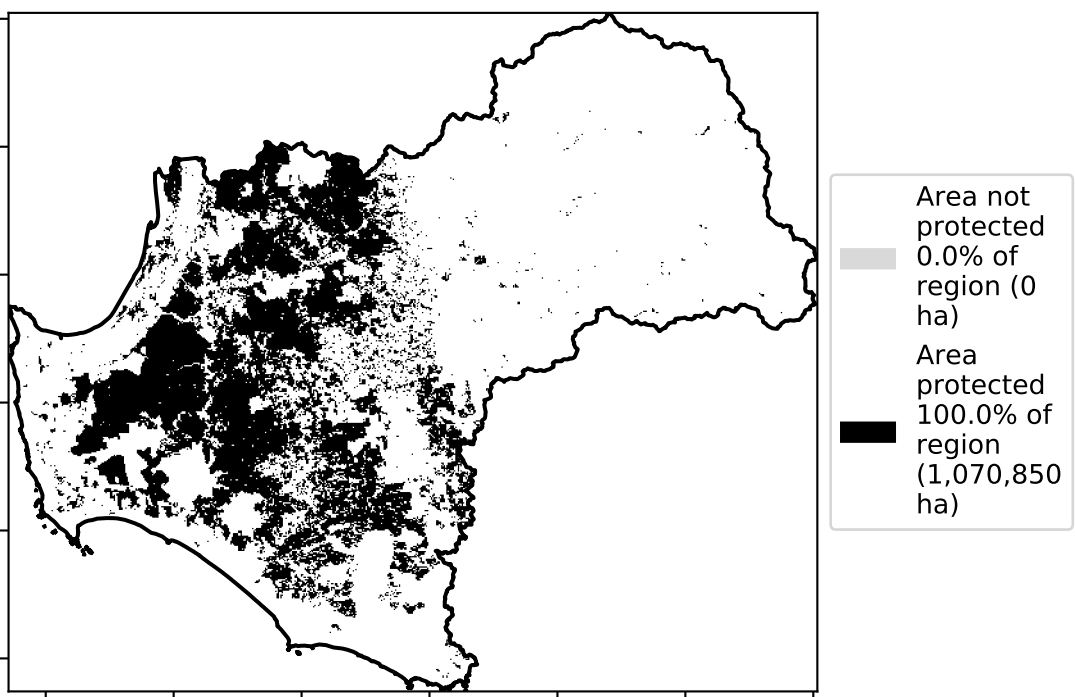 Area not
protected
0.0% of
region (0
ha)
Area
protected
100.0% of
region
(1,070,850
ha)